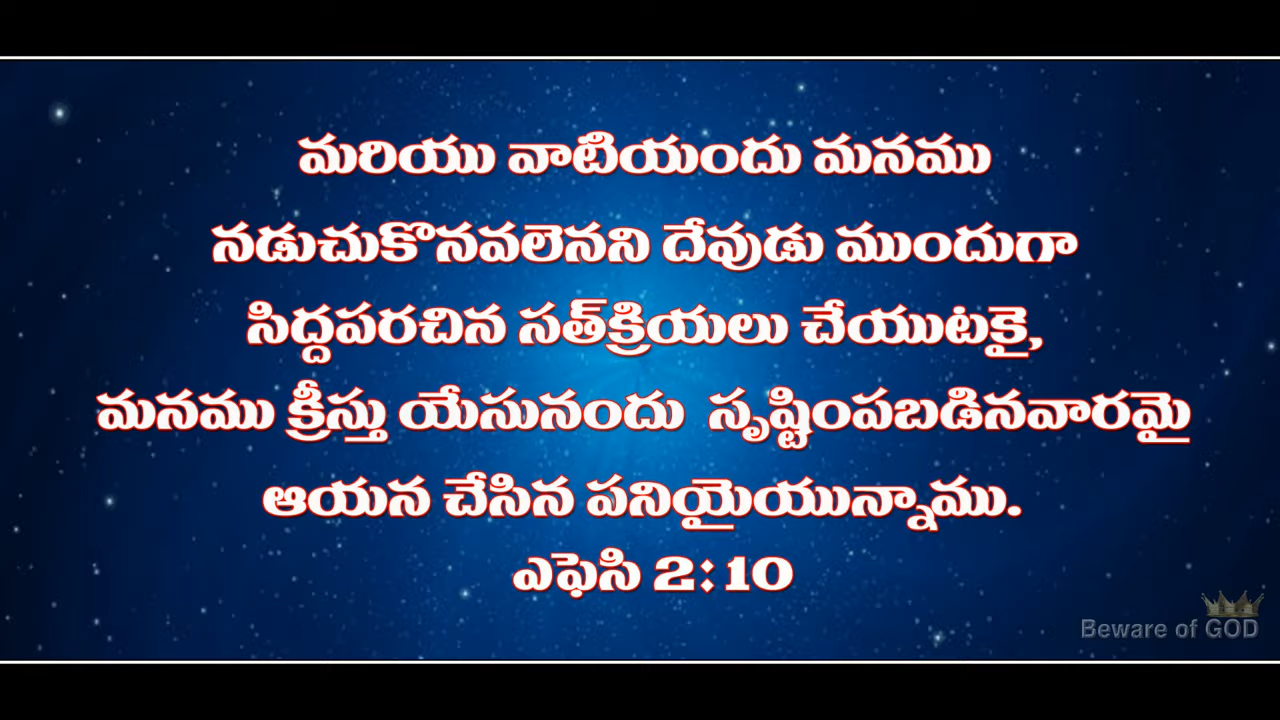 మరియు వాటియందు మనము
నడుచుకొనవలెనని దేవుడు ముందుగా
సిద్దపరచిన సత్‌క్రియలు చేయుటకై,
మనము క్రీస్తు యేసునందు సృష్టింపబడినవారమై
ఆయన చేసిన పనియైయున్నాము.
ఎఫెసి 2:10
Beware of GOD